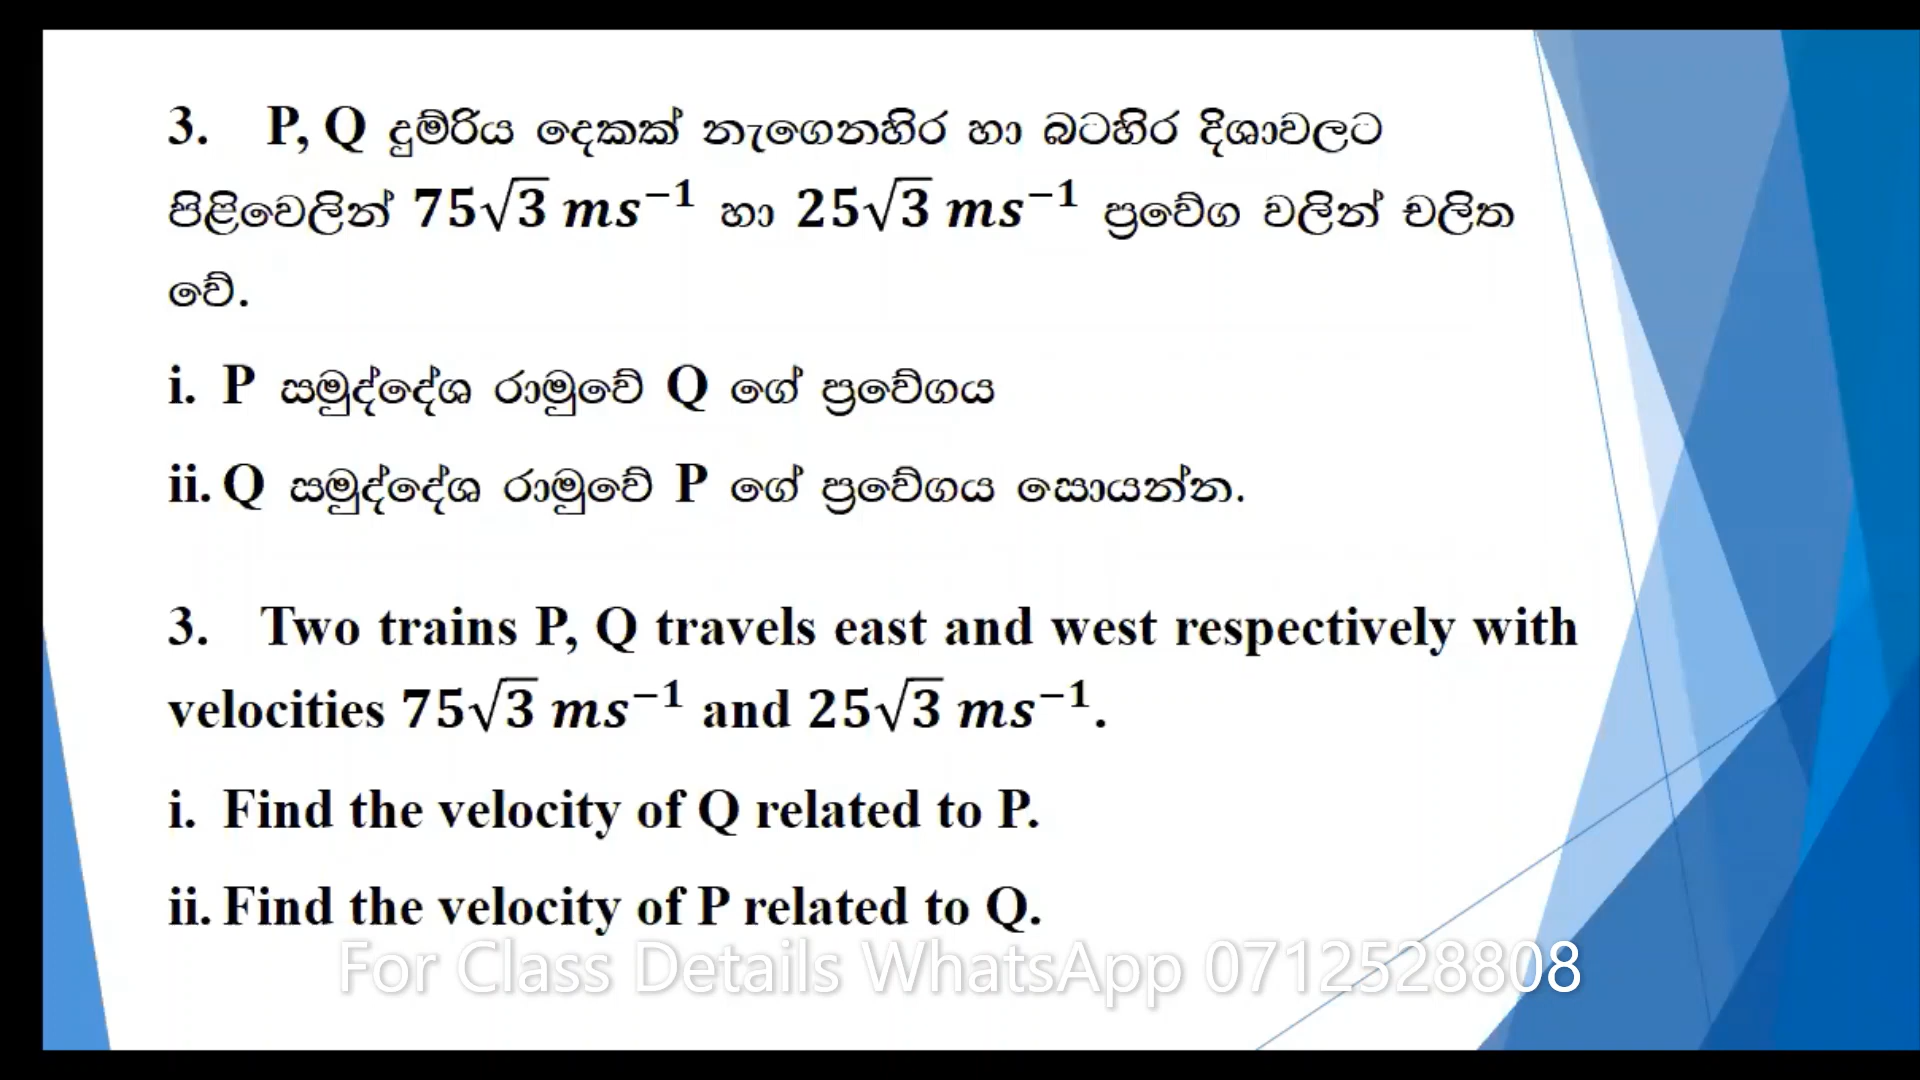 3. P, Q දුම්රිය දෙකක් නැගෙනහිර හා බටහිර දිශාවලට
පිළිවෙලින් 75√3 ms⁻¹ හා 25√3 ms⁻¹ ප්‍රවේග වලින් චලිත
වේ.
i. P සමුද්දේශ රාමුවේ Q ගේ ප්‍රවේගය
ii. Q සමුද්දේශ රාමුවේ P ගේ ප්‍රවේගය සොයන්න.
3. Two trains P, Q travels east and west respectively with
velocities 75√3 ms⁻¹ and 25√3 ms⁻¹.
i. Find the velocity of Q related to P.
ii. Find the velocity of P related to Q.
For Class Details WhatsApp 0712528808